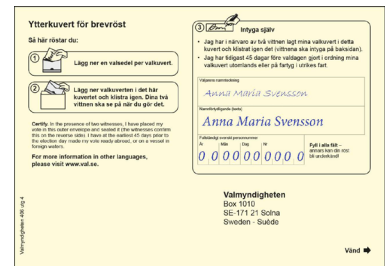 Ytterkuvert för brevröst
Så här röstar du:
1
Lägg ner en valsedel per valkuvert.
2
Lägg ner valkuverten i det här
kuvertet och klistra igen. Dina två
vittnen ska se på när du gör det.
Certify. In the presence of two witnesses, I have placed my
vote in this outer envelope and sealed it (the witnesses confirm
this on the reverse side). I have at the earliest 45 days prior to
the election day made my vote ready abroad, or on a vessel in
foreign waters.
For more information in other languages,
please visit www.val.se.
Valmyndigheten 406 utg 4
3
Intyga själv
• Jag har i närvaro av två vittnen lagt mina valkuvert i detta
kuvert och klistrat igen det (vittnena ska intyga på baksidan).
• Jag har tidigast 45 dagar före valdagen gjort i ordning mina
valkuvert utomlands eller på fartyg i utrikes fart
Väljarens namnteckning
Anna Maria Svensson
Namnförtydligande (texta)
Anna Maria Svensson
Fullständigt svenskt personnummer
År Mån Dag Nr
0 0 0 0 0 0 0 0 0
Fyll i alla fält –
annars kan din röst
bli underkänd!
Valmyndigheten
Box 1010
SE-171 21 Solna
Sweden - Suède
Vänd